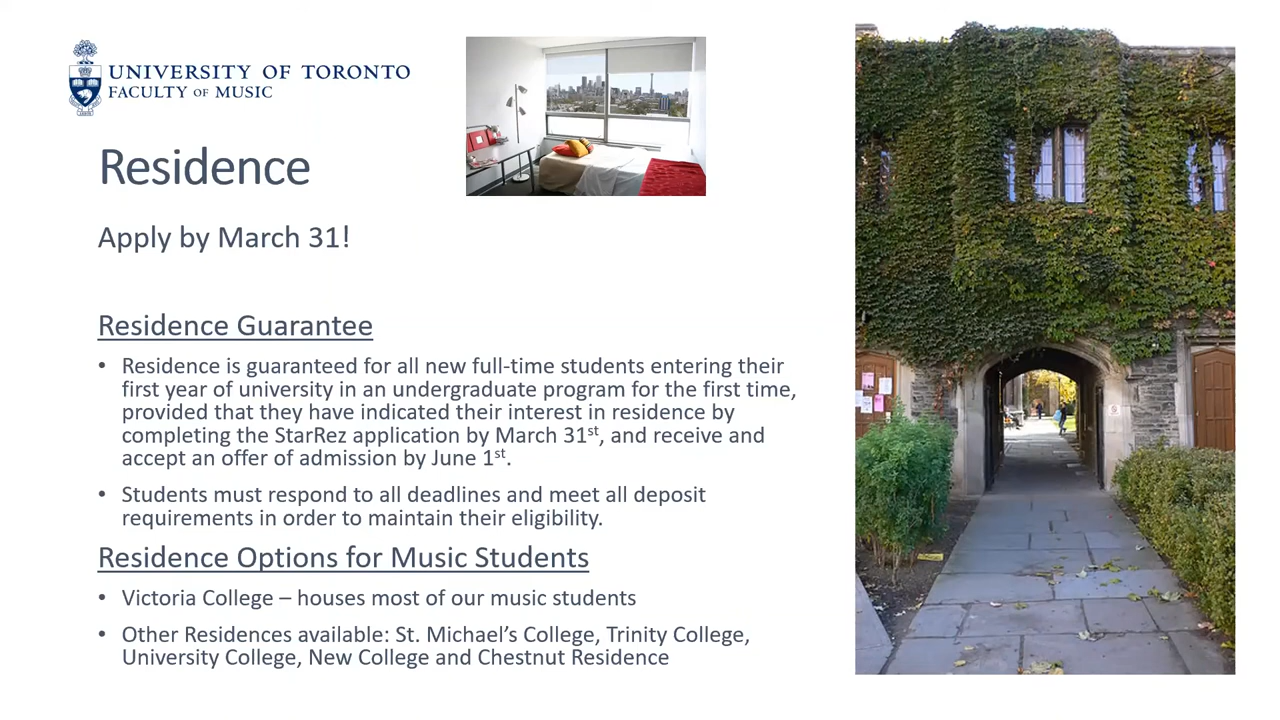 UNIVERSITY OF TORONTO
FACULTY OF MUSIC
Residence
Apply by March 31!
Residence Guarantee
• Residence is guaranteed for all new full-time students entering their
first year of university in an undergraduate program for the first time,
provided that they have indicated their interest in residence by
completing the StarRez application by March 31st, and receive and
accept an offer of admission by June 1st.
• Students must respond to all deadlines and meet all deposit
requirements in order to maintain their eligibility.
Residence Options for Music Students
• Victoria College – houses most of our music students
• Other Residences available: St. Michael's College, Trinity College,
University College, New College and Chestnut Residence